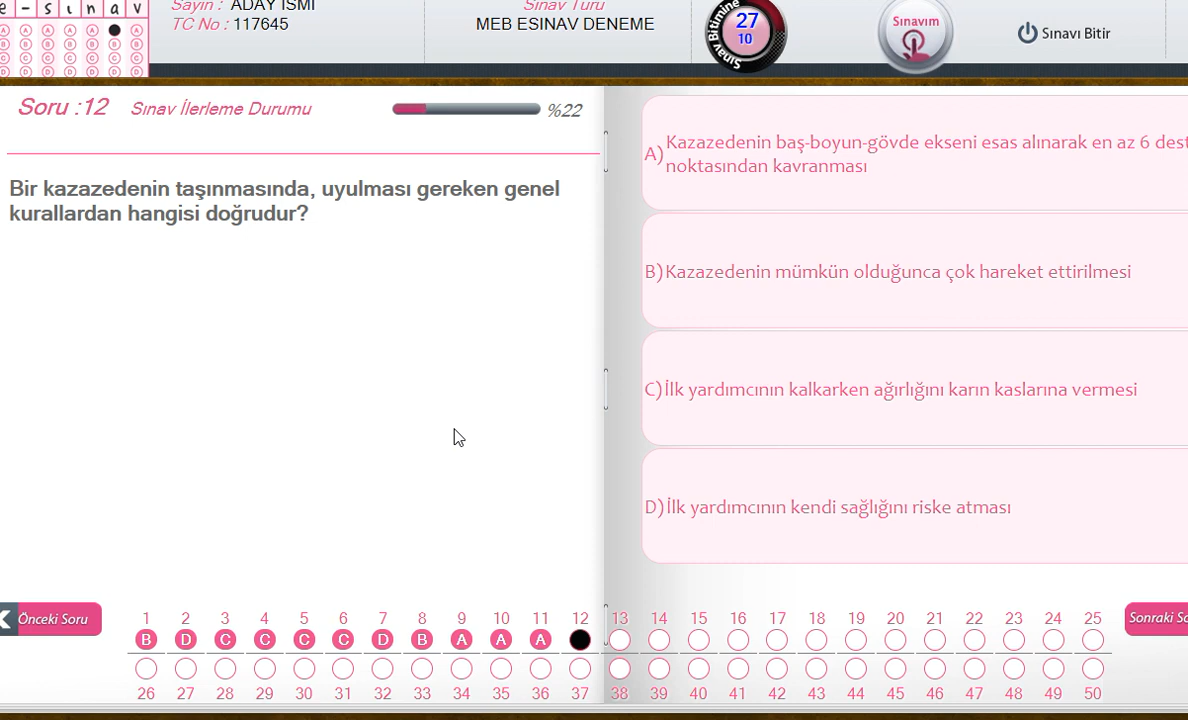 e - s ı n a v
Sayın : ADAY İSMİ
TC No : 117645
Sınav Türü
MEB ESINAV DENEME
Sınav Bitimine
27
10
Sınavım
Sınavı Bitir
Soru :12 Sınav İlerleme Durumu %22
Bir kazazedenin taşınmasında, uyulması gereken genel
kurallardan hangisi doğrudur?
A) Kazazedenin baş-boyun-gövde ekseni esas alınarak en az 6 dest
noktasından kavranması
B) Kazazedenin mümkün olduğunca çok hareket ettirilmesi
C) İlk yardımcının kalkarken ağırlığını karın kaslarına vermesi
D) İlk yardımcının kendi sağlığını riske atması
Önceki Soru
Sonraki So
1 2 3 4 5 6 7 8 9 10 11 12 13 14 15 16 17 18 19 20 21 22 23 24 25
B D C C C C D B A A A
26 27 28 29 30 31 32 33 34 35 36 37 38 39 40 41 42 43 44 45 46 47 48 49 50